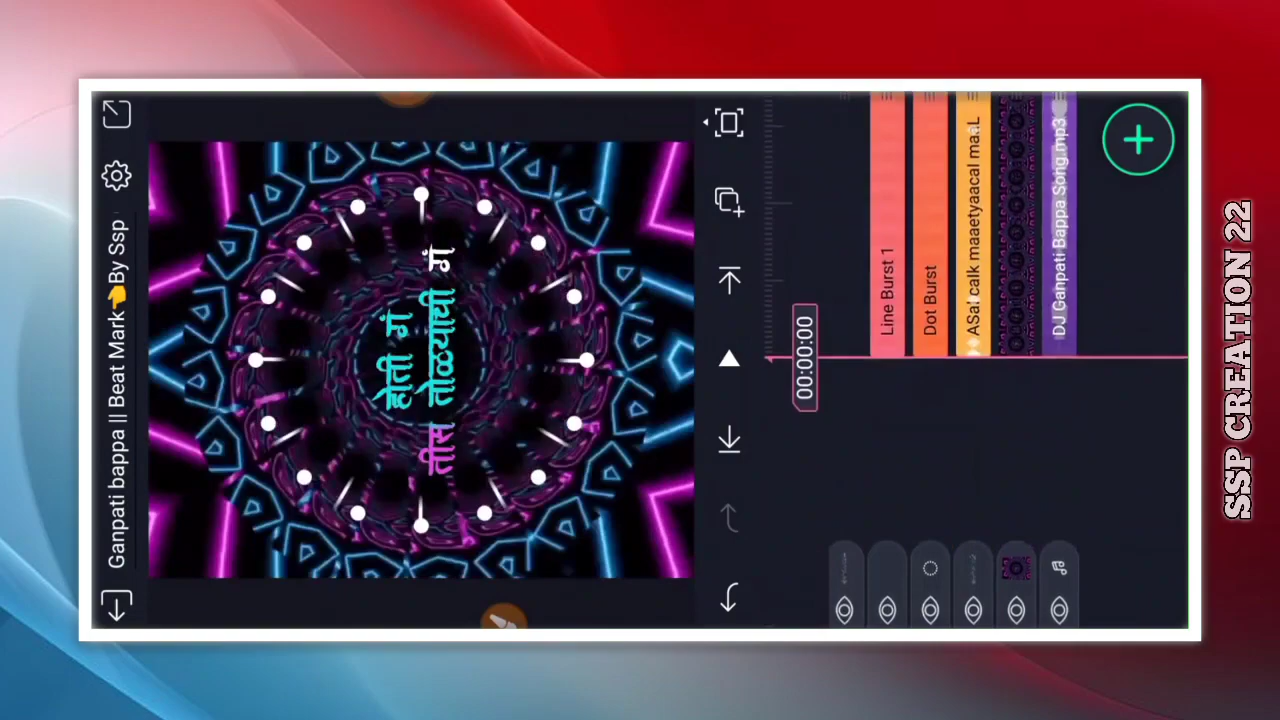 Ganpati bappa || Beat Mark👈By Ssp
होती गं
तीस तोळ्याची गं
00:00:00
Line Burst 1
Dot Burst
DJ Ganpati Bappa Song.mp3
SSP CREATION 22